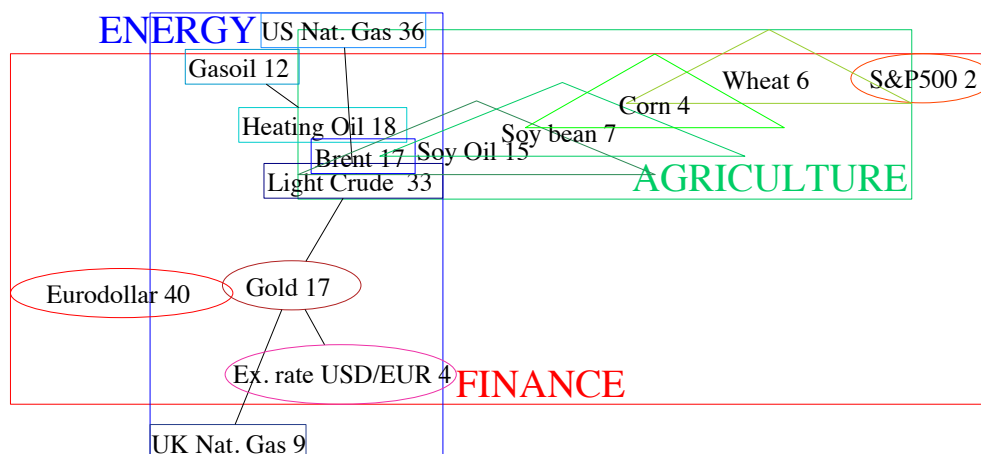 ENERGY
US Nat. Gas 36
Gasoil 12
Wheat 6
S&P500 2
Corn 4
Heating Oil 18
Soy bean 7
Soy Oil 15
Brent 17
Light Crude 33
AGRICULTURE
Gold 17
Eurodollar 40
Ex. rate USD/EUR 4
FINANCE
UK Nat. Gas 9